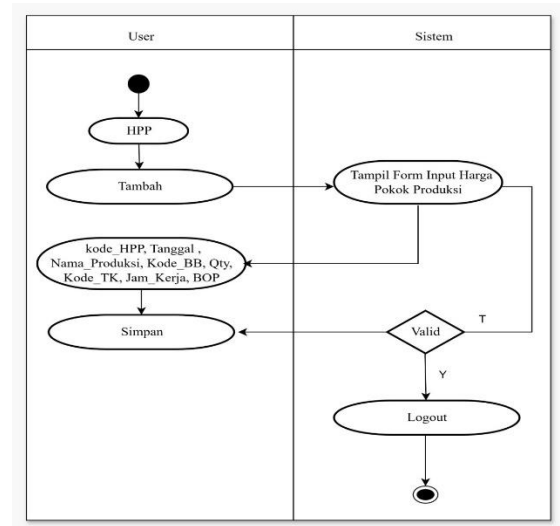 User
Sistem
HPP
Tambah
Tampil Form Input Harga
Pokok Produksi
kode_HPP, Tanggal ,
Nama_Produksi, Kode_BB, Qty,
Kode_TK, Jam_Kerja, BOP
Simpan
Valid
T
Y
Logout